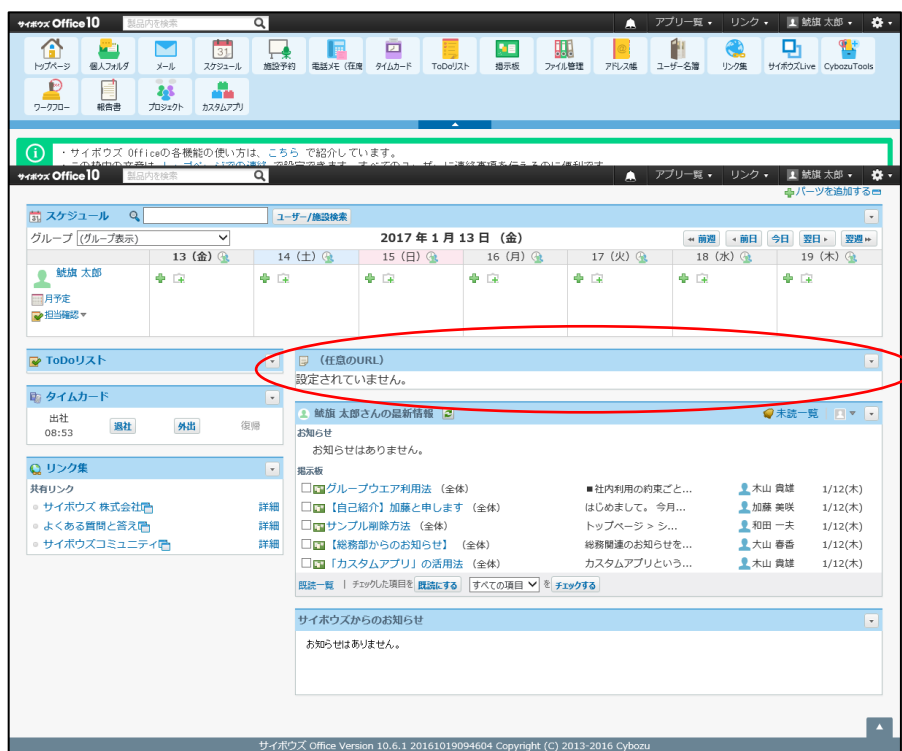 サイボウズ Office10 製品内を検索 アプリ一覧 リンク 鯱旗 太郎
トップページ 個人フォルダ メール スケジュール 施設予約 電話メモ (在席 タイムカード ToDoリスト 掲示板 ファイル管理 アドレス帳 ユーザー名簿 リンク集 サイボウズLive CybozuTools
ワークフロー 報告書 プロジェクト カスタムアプリ
・サイボウズ Officeの各機能の使い方は、こちら で紹介しています。
サイボウズ Office10 製品内を検索 アプリ一覧 リンク 鯱旗 太郎
パーツを追加する
スケジュール ユーザー/施設検索
グループ (グループ表示) 2017 年 1 月 13 日 (金) 前週 前日 今日 翌日 翌週
13 (金) 14 (土) 15 (日) 16 (月) 17 (火) 18 (水) 19 (木)
鯱旗 太郎
月予定
担当確認
ToDoリスト
(任意のURL)
設定されていません。
タイムカード
出社 退社 外出 復帰
08:53
リンク集
共有リンク
サイボウズ 株式会社 詳細
よくある質問と答え 詳細
サイボウズコミュニティ 詳細
鯱旗 太郎さんの最新情報 未読一覧
お知らせ
お知らせはありません。
掲示板
グループウエア利用法 (全体) ■社内利用の約束ごと... 木山 貴雄 1/12(木)
【自己紹介】加藤と申します (全体) はじめまして。 今月... 加藤 美咲 1/12(木)
サンプル削除方法 (全体) トップページ > シ... 和田 一夫 1/12(木)
【総務部からのお知らせ】 (全体) 総務関連のお知らせを... 大山 春香 1/12(木)
「カスタムアプリ」の活用法 (全体) カスタムアプリという... 木山 貴雄 1/12(木)
既読一覧 | チェックした項目を 既読にする すべての項目 を チェックする
サイボウズからのお知らせ
お知らせはありません。
サイボウズ Office Version 10.6.1 20161019094604 Copyright (C) 2013-2016 Cybozu